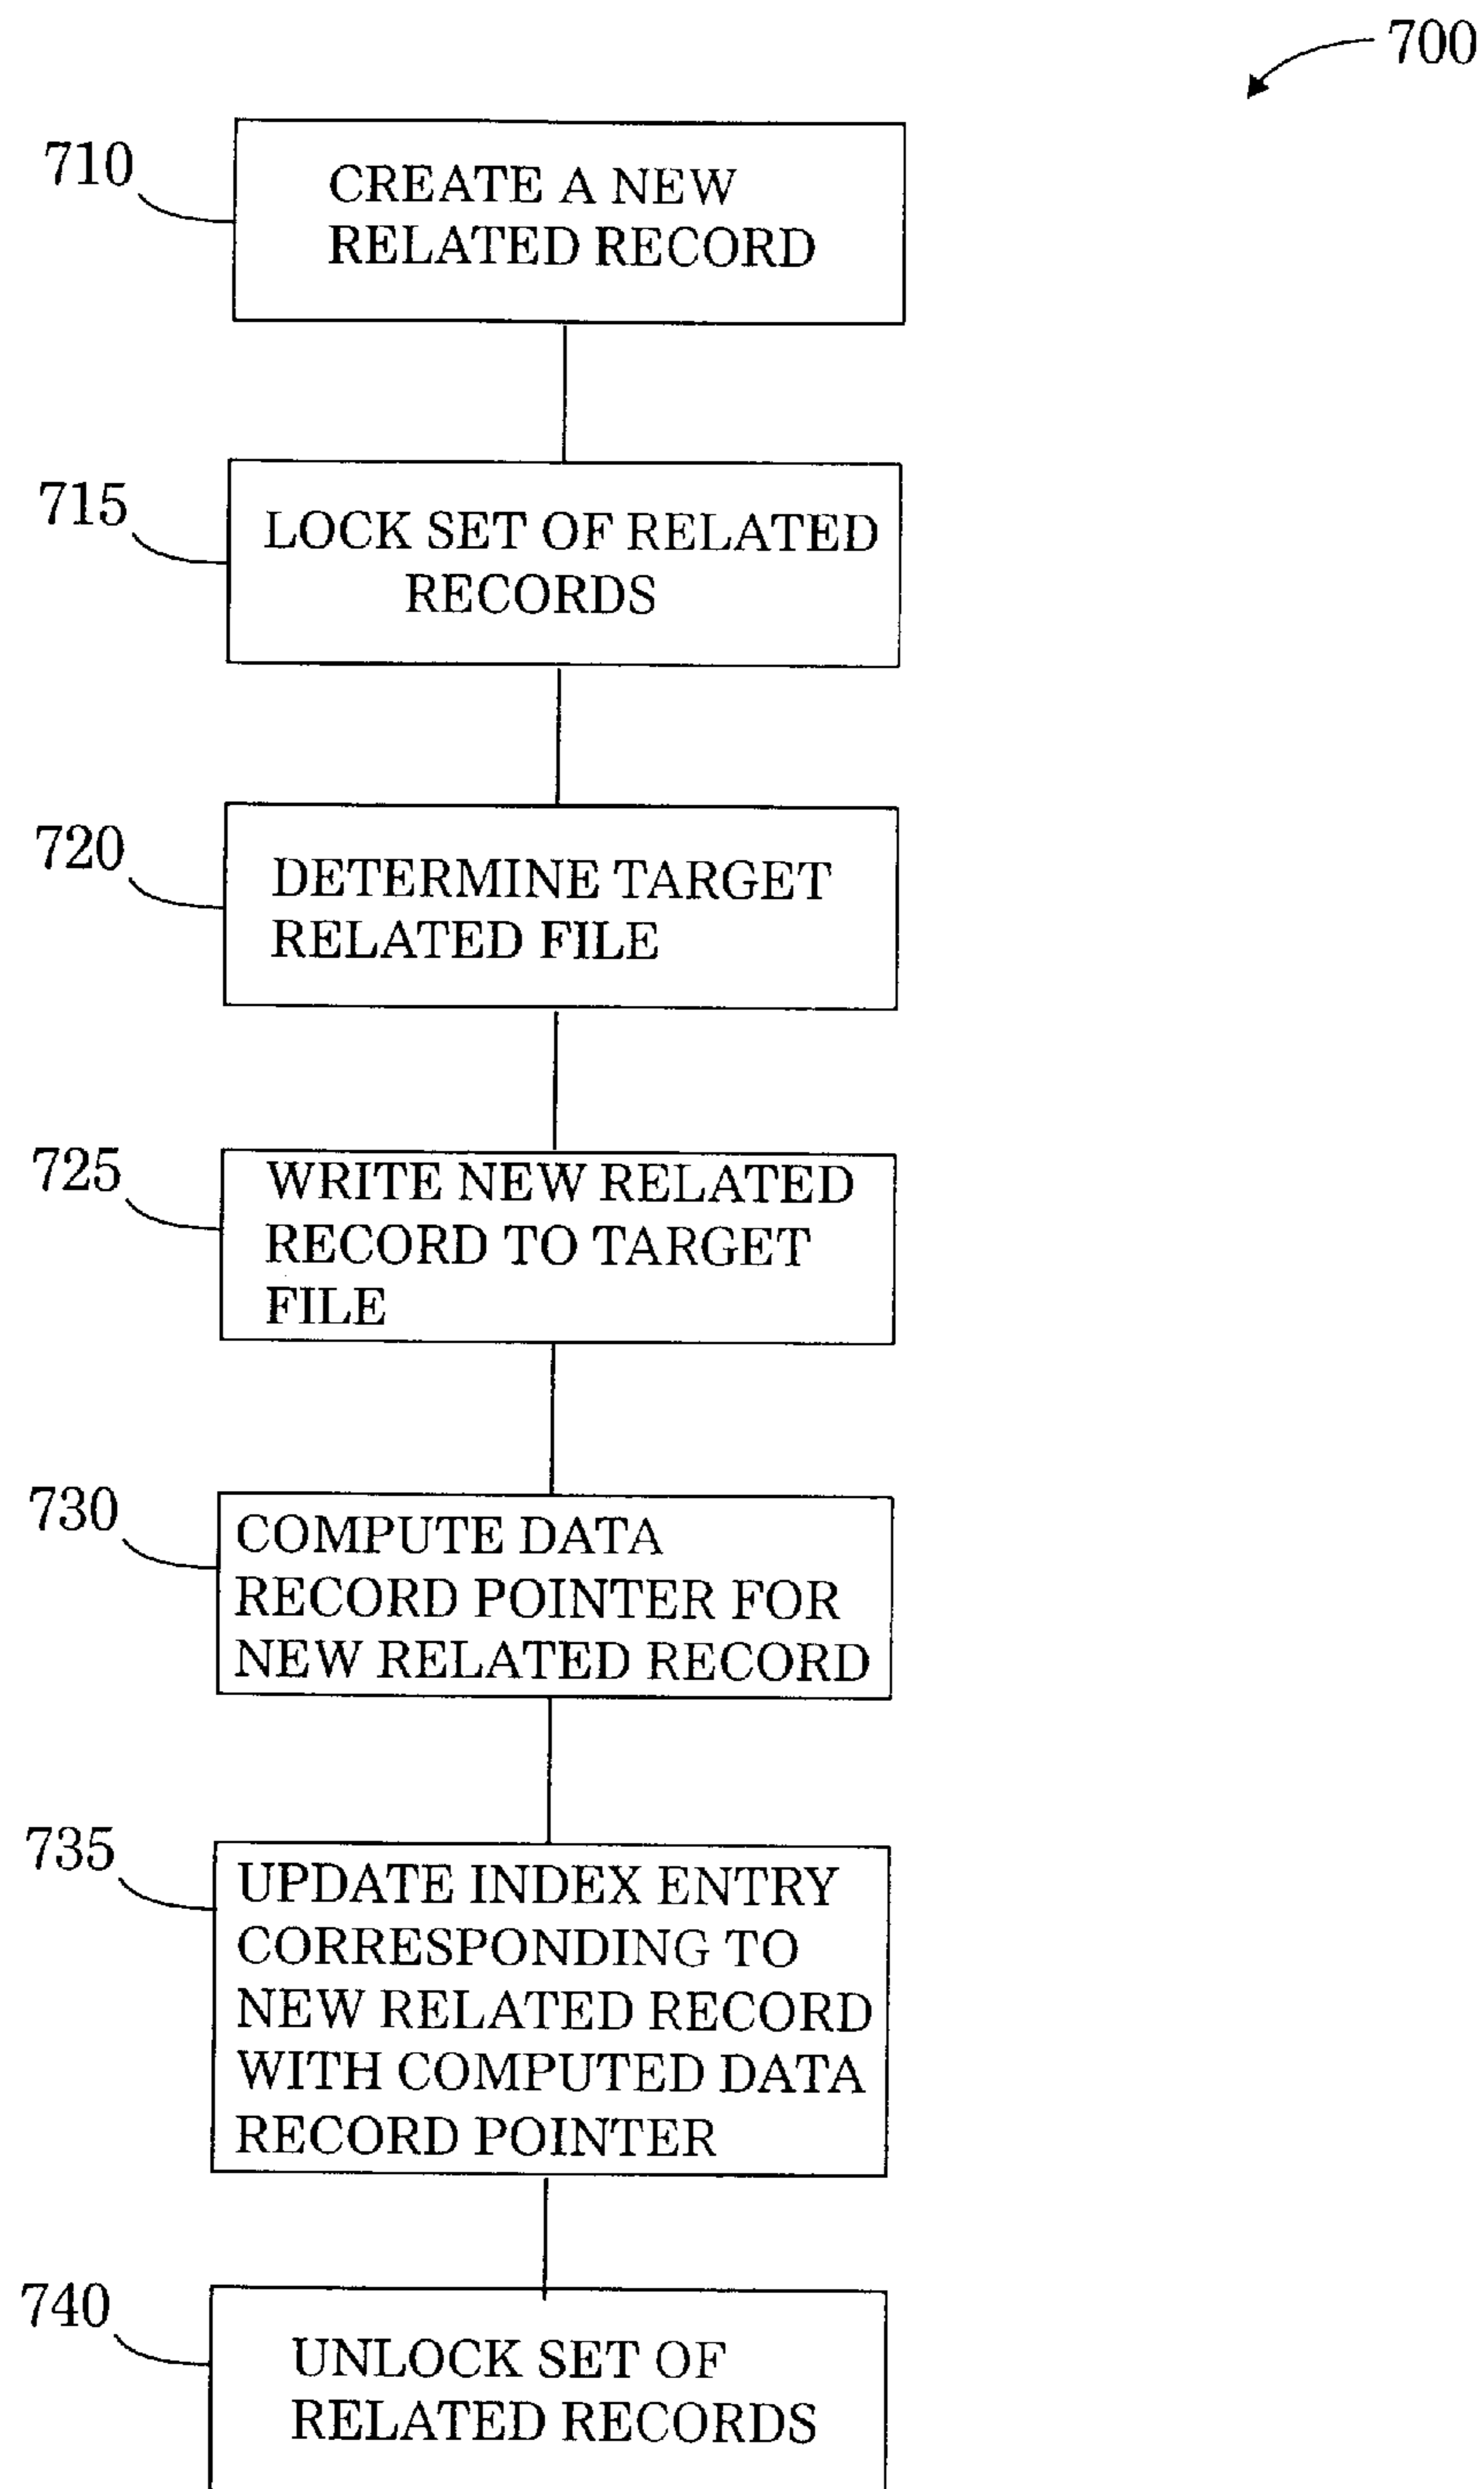 700
710
CREATE A NEW
RELATED RECORD
715
LOCK SET OF RELATED
RECORDS
720
DETERMINE TARGET
RELATED FILE
725
WRITE NEW RELATED
RECORD TO TARGET
FILE
730
COMPUTE DATA
RECORD POINTER FOR
NEW RELATED RECORD
735
UPDATE INDEX ENTRY
CORRESPONDING TO
NEW RELATED RECORD
WITH COMPUTED DATA
RECORD POINTER
740
UNLOCK SET OF
RELATED RECORDS